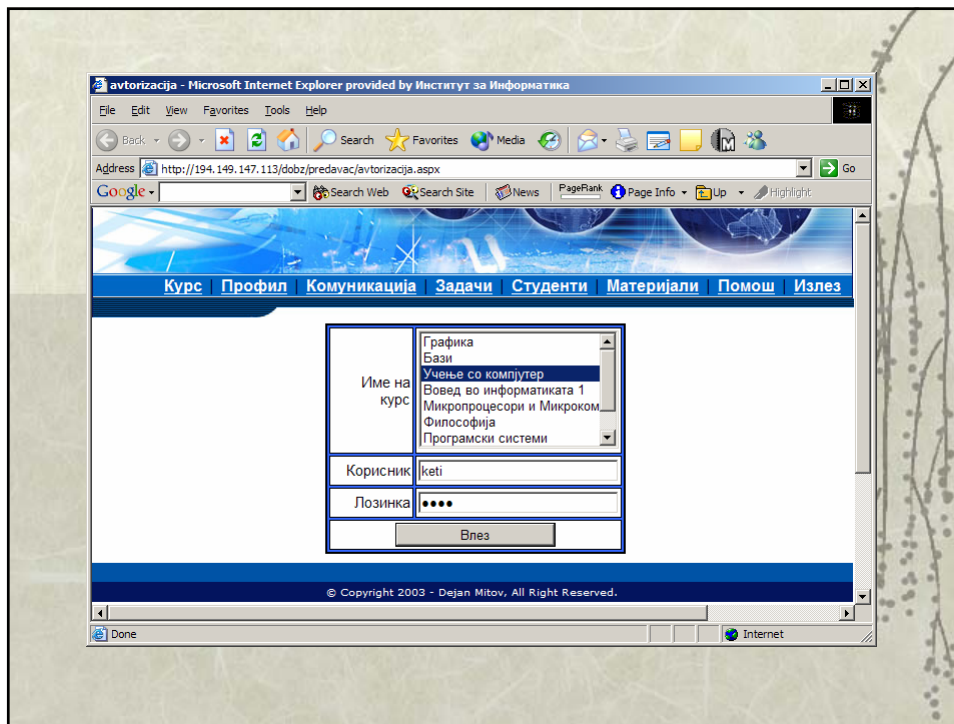 avtorizacija - Microsoft Internet Explorer provided by Институт за Информатика
File Edit View Favorites Tools Help
Back Search Favorites Media
Address http://194.149.147.113/dobz/predavac/avtorizacija.aspx Go
Google Search Web Search Site News PageRank Page Info Up Highlight
Курс | Профил | Комуникација | Задачи | Студенти | Материјали | Помош | Излез
Име на курс
Графика
Бази
Учење со компјутер
Вовед во информатиката 1
Микропроцесори и Микроком
Филозофија
Програмски системи
Корисник keti
Лозинка ••••
Влез
© Copyright 2003 - Dejan Mitov, All Right Reserved.
Done Internet